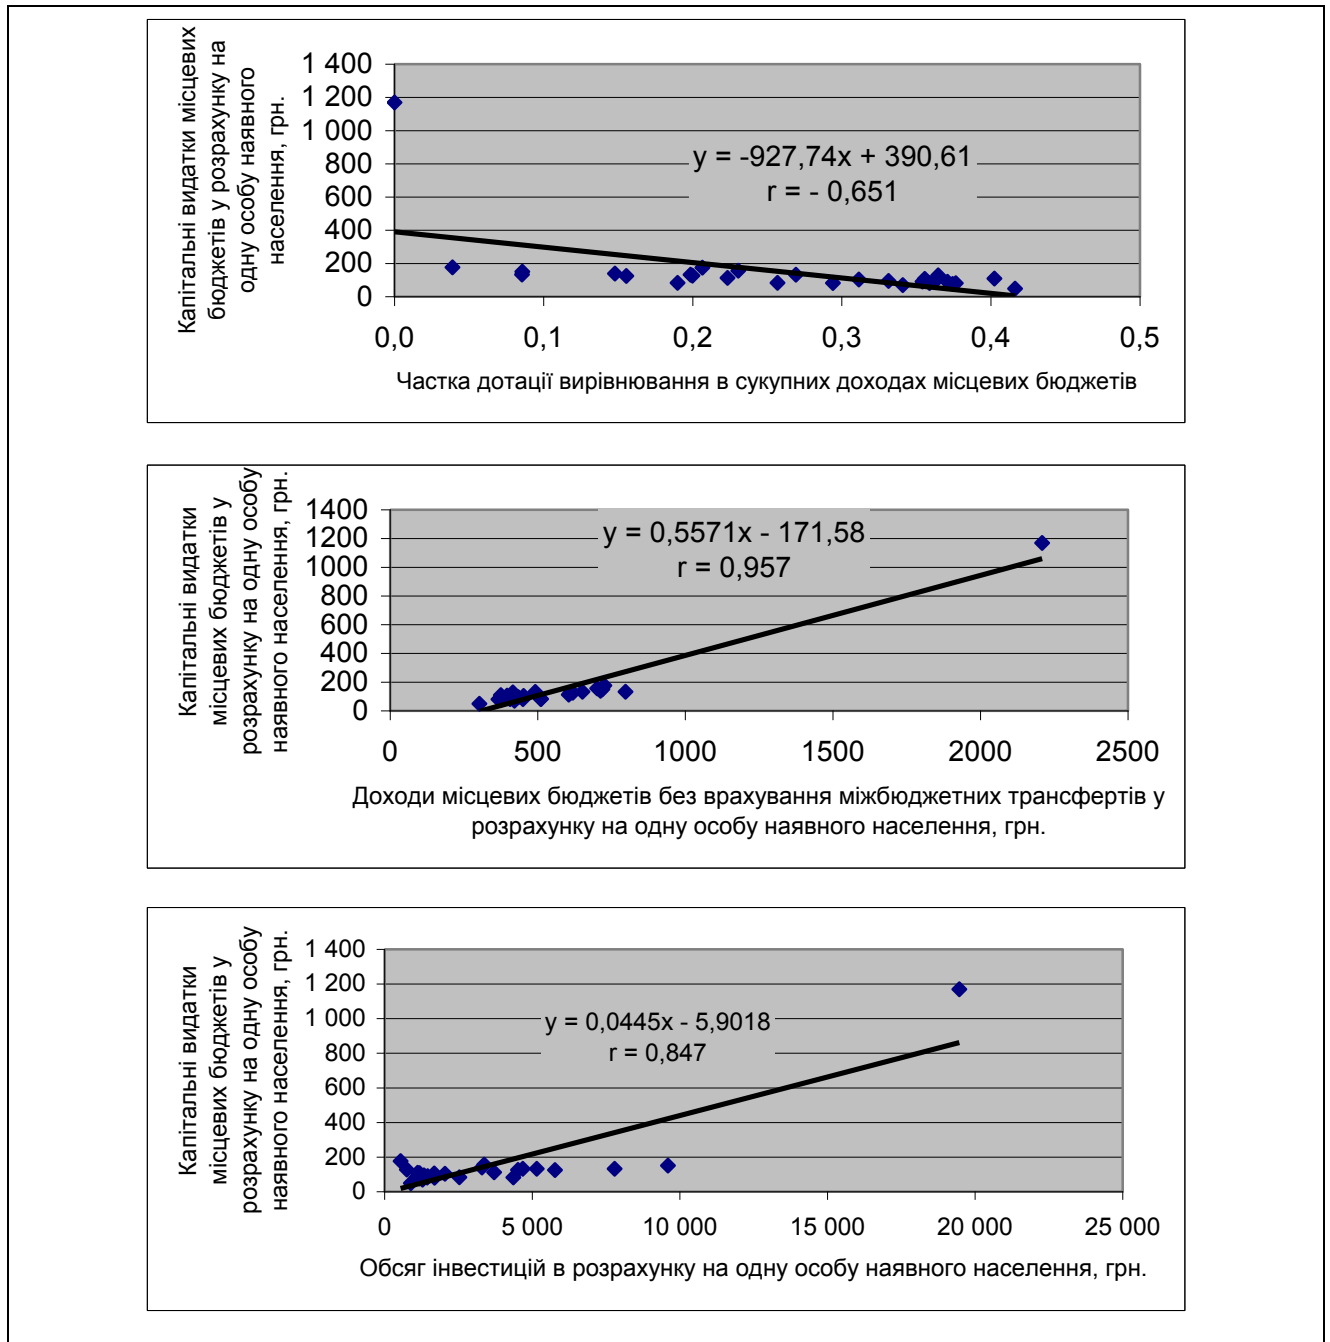 Капітальні видатки місцевих
бюджетів у розрахунку на
одну особу наявного
населення, грн.
1 400
1 200
1 000
800
600
400
200
0
y = -927,74x + 390,61
r = - 0,651
0,0 0,1 0,2 0,3 0,4 0,5
Частка дотації вирівнювання в сукупних доходах місцевих бюджетів
Капітальні видатки
місцевих бюджетів у
розрахунку на одну особу
наявного населення, грн.
1400
1200
1000
800
600
400
200
0
y = 0,5571x - 171,58
r = 0,957
0 500 1000 1500 2000 2500
Доходи місцевих бюджетів без врахування міжбюджетних трансфертів у
розрахунку на одну особу наявного населення, грн.
Капітальні видатки
місцевих бюджетів у
розрахунку на одну особу
наявного населення, грн.
1 400
1 200
1 000
800
600
400
200
0
y = 0,0445x - 5,9018
r = 0,847
0 5 000 10 000 15 000 20 000 25 000
Обсяг інвестицій в розрахунку на одну особу наявного населення, грн.